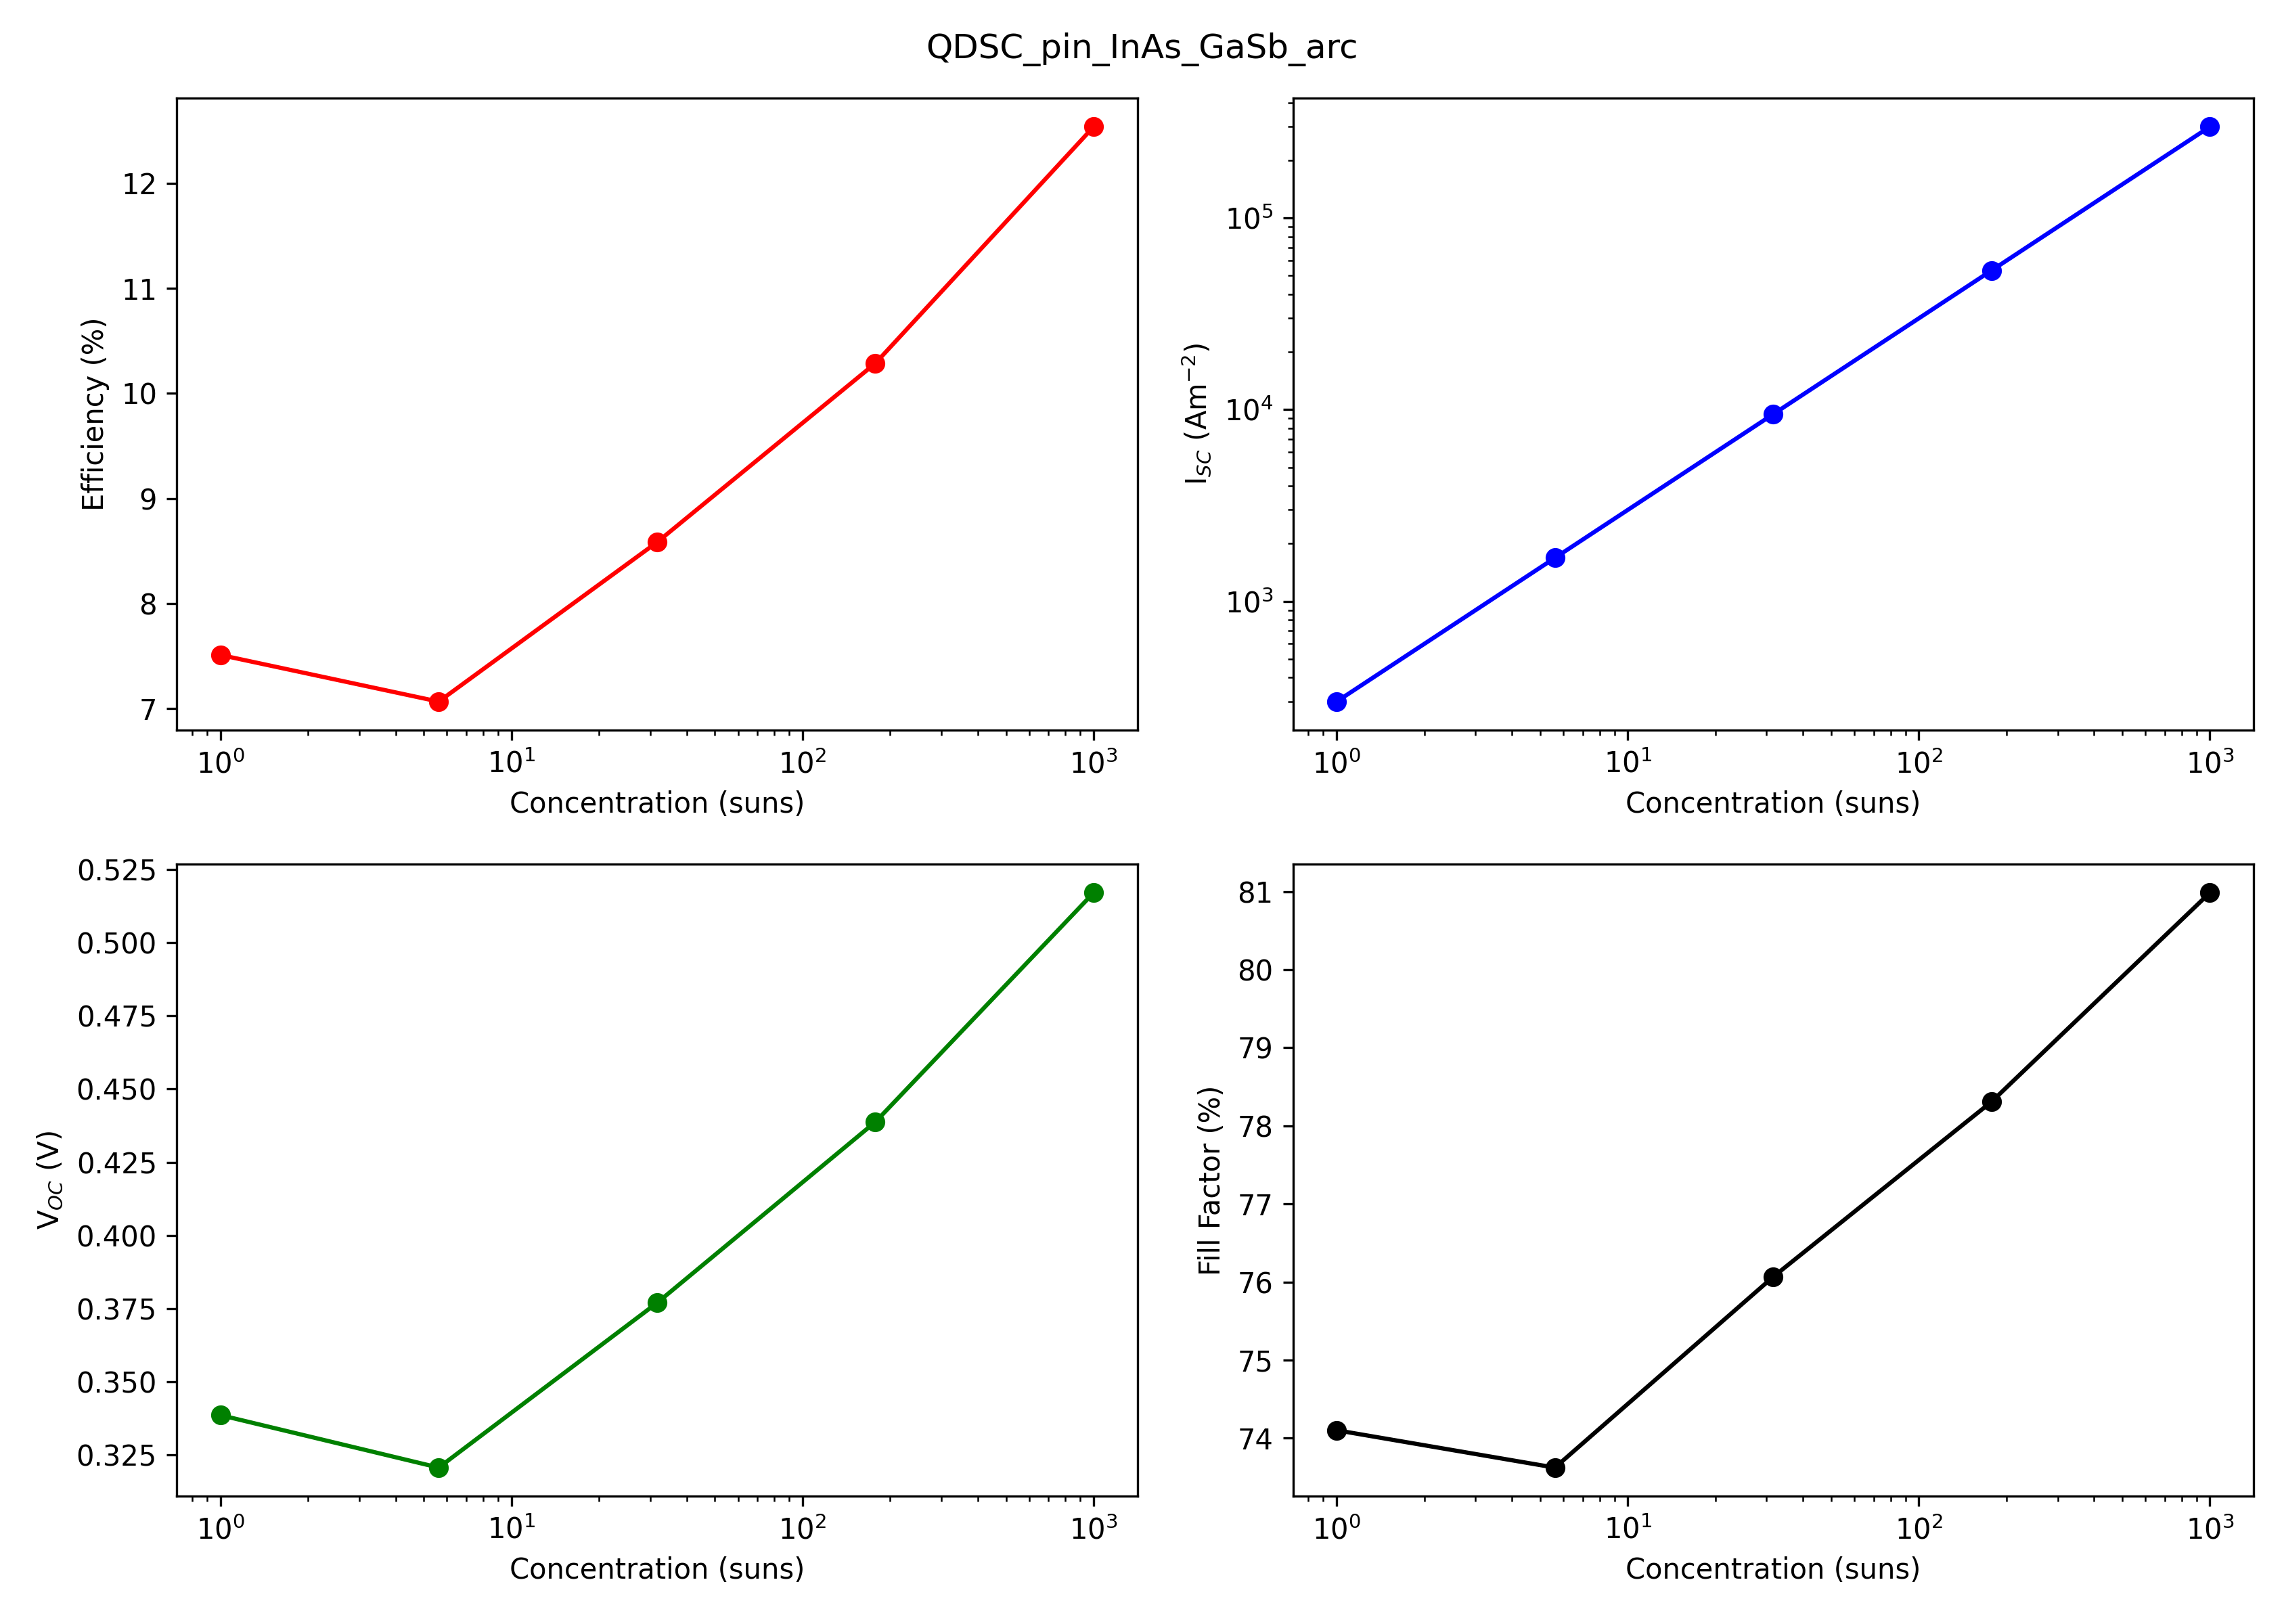 QDSC_pin_InAs_GaSb_arc
Efficiency (%)
12
11
10
9
8
7
10⁰ 10¹ 10² 10³
Concentration (suns)
I_SC (Am⁻²)
10⁵
10⁴
10³
10⁰ 10¹ 10² 10³
Concentration (suns)
V_OC (V)
0.525
0.500
0.475
0.450
0.425
0.400
0.375
0.350
0.325
10⁰ 10¹ 10² 10³
Concentration (suns)
Fill Factor (%)
81
80
79
78
77
76
75
74
10⁰ 10¹ 10² 10³
Concentration (suns)